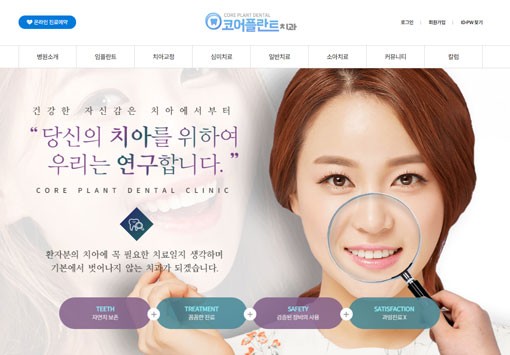 온라인 진료예약
CORE PLANT DENTAL
코어플란트치과
로그인
회원가입
ID·PW 찾기
병원소개
임플란트
치아교정
심미치료
일반치료
소아치료
커뮤니티
칼럼
건강한 자신감은 치아에서부터
“당신의 치아를 위하여
우리는 연구합니다.”
CORE PLANT DENTAL CLINIC
환자분의 치아에 꼭 필요한 치료일지 생각하며
기본에서 벗어나지 않는 치과가 되겠습니다.
TEETH
자연치 보존
TREATMENT
꼼꼼한 진료
SAFETY
검증된 장비의 사용
SATISFACTION
과잉진료 X